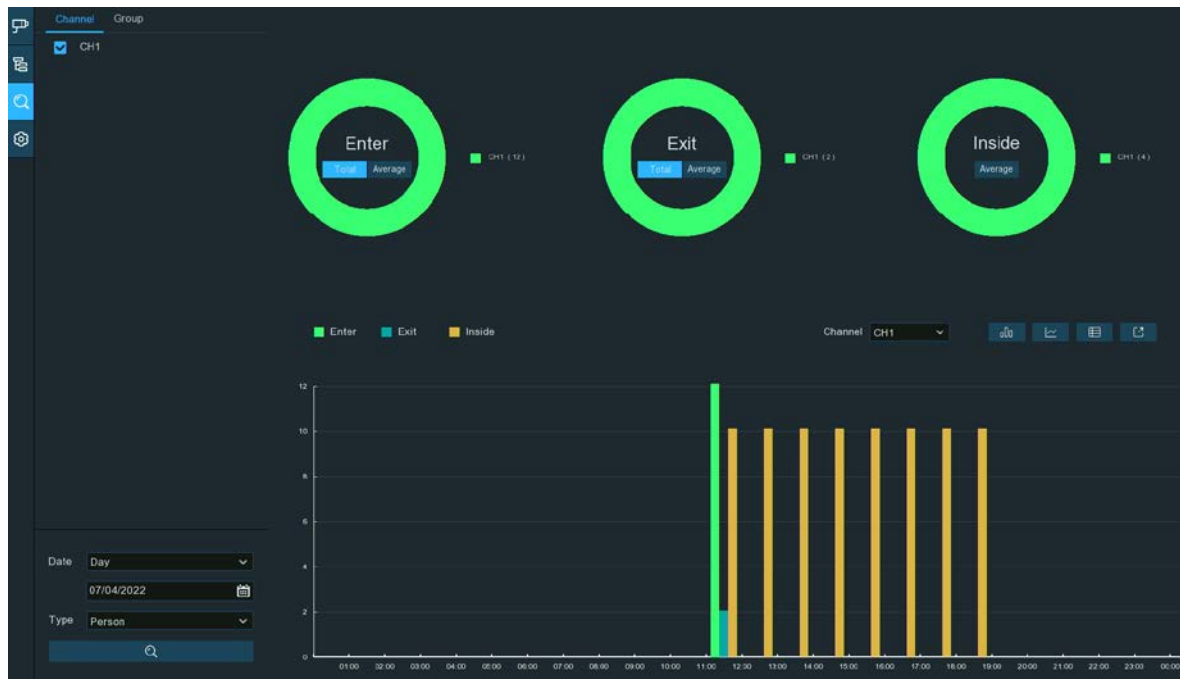 Channel Group
CH1
Enter
Total Average
CH1 (12)
Exit
Total Average
CH1 (2)
Inside
Average
CH1 (4)
Enter Exit Inside
Channel CH1
12
10
8
6
4
2
0
01:00 02:00 03:00 04:00 05:00 06:00 07:00 08:00 09:00 10:00 11:00 12:00 13:00 14:00 15:00 16:00 17:00 18:00 19:00 20:00 21:00 22:00 23:00 00:00
Date Day
07/04/2022
Type Person